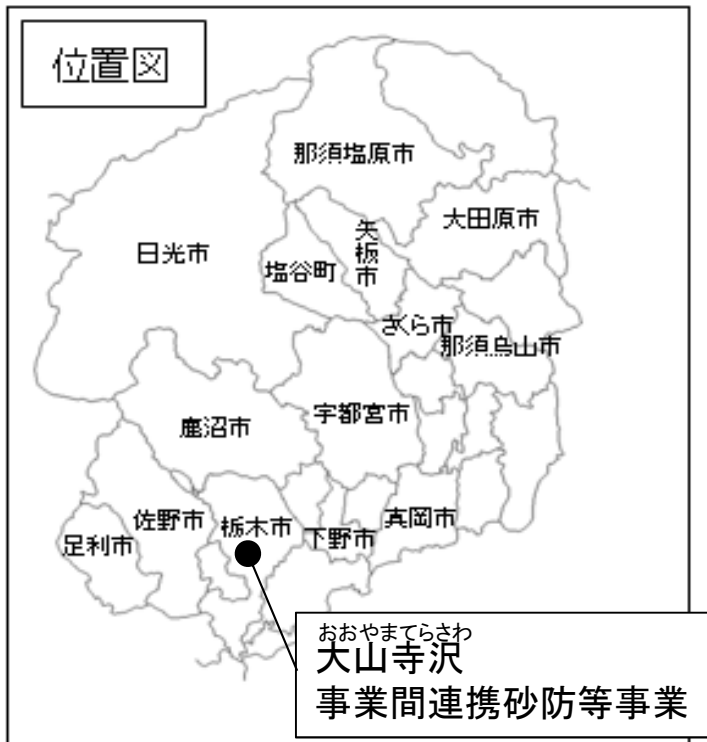 位置図
那須塩原市
大田原市
矢板市
日光市
塩谷町
さくら市
那須烏山市
宇都宮市
鹿沼市
真岡市
佐野市
栃木市
下野市
足利市
おおやまてらさわ
大山寺沢
事業間連携砂防等事業